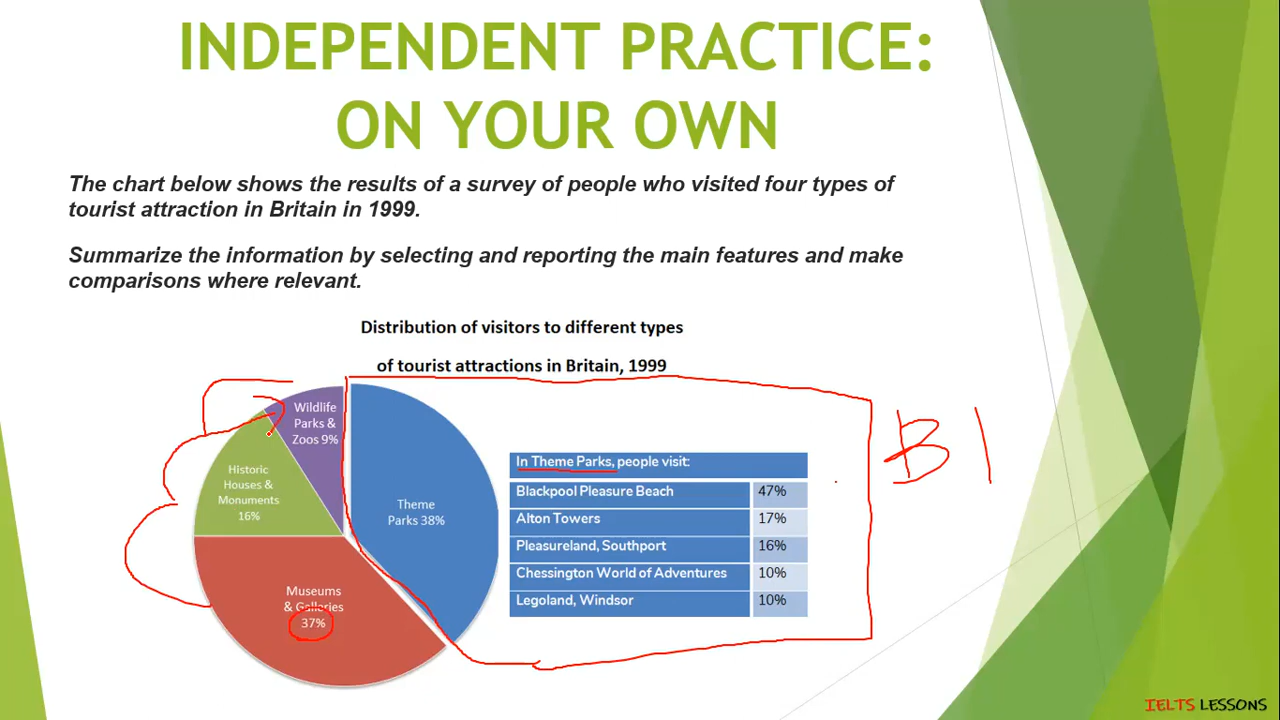 INDEPENDENT PRACTICE:
ON YOUR OWN
The chart below shows the results of a survey of people who visited four types of
tourist attraction in Britain in 1999.
Summarize the information by selecting and reporting the main features and make
comparisons where relevant.
Distribution of visitors to different types
of tourist attractions in Britain, 1999
Wildlife
Parks &
Zoos 9%
Historic
Houses &
Monuments
16%
Theme
Parks 38%
Museums
& Galleries
37%
In Theme Parks, people visit:
Blackpool Pleasure Beach 47%
Alton Towers 17%
Pleasureland, Southport 16%
Chessington World of Adventures 10%
Legoland, Windsor 10%
B1
IELTS LESSONS